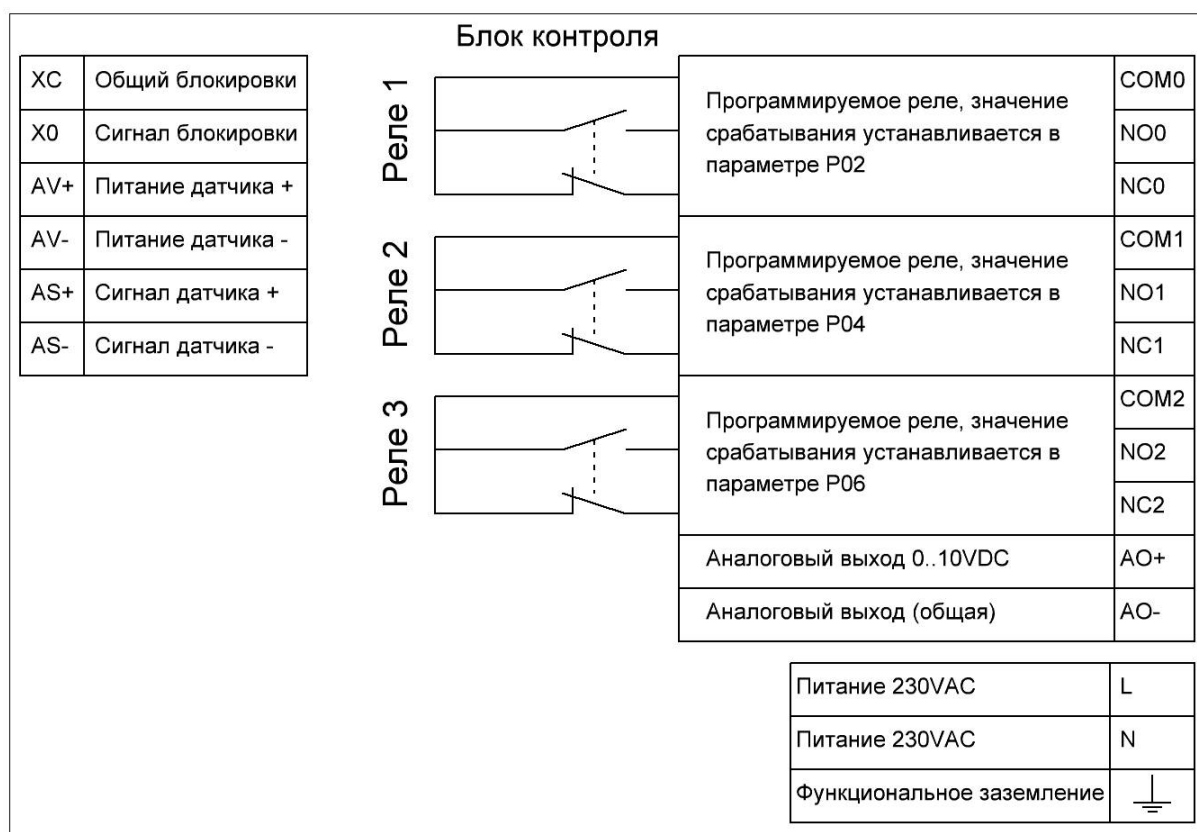 Блок контроля
XC Общий блокировки
X0 Сигнал блокировки
AV+ Питание датчика +
AV- Питание датчика -
AS+ Сигнал датчика +
AS- Сигнал датчика -
Реле 1
Программируемое реле, значение
срабатывания устанавливается в
параметре P02
COM0
NO0
NC0
Реле 2
Программируемое реле, значение
срабатывания устанавливается в
параметре P04
COM1
NO1
NC1
Реле 3
Программируемое реле, значение
срабатывания устанавливается в
параметре P06
COM2
NO2
NC2
Аналоговый выход 0..10VDC AO+
Аналоговый выход (общая) AO-
Питание 230VAC L
Питание 230VAC N
Функциональное заземление